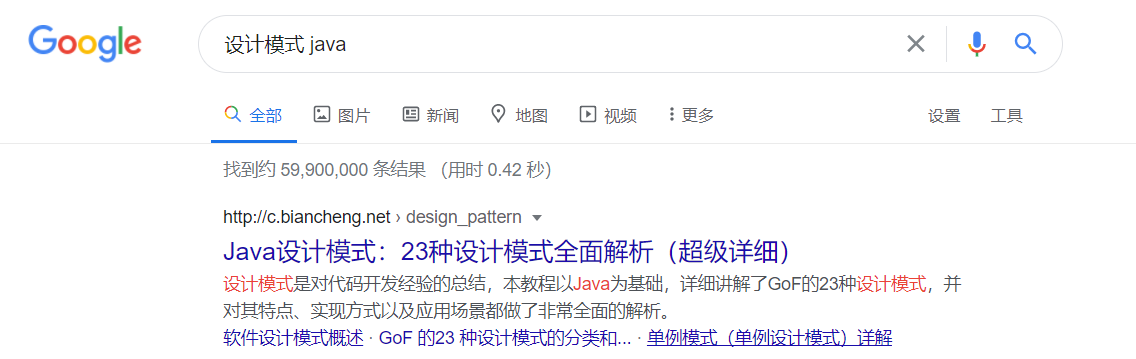 Google 设计模式 java
全部 图片 新闻 地图 视频 更多 设置 工具
找到约 59,900,000 条结果 （用时 0.42 秒）
http://c.biancheng.net › design_pattern
Java设计模式：23种设计模式全面解析（超级详细）
设计模式是对代码开发经验的总结，本教程以Java为基础，详细讲解了GoF的23种设计模式，并
对其特点、实现方式以及应用场景都做了非常全面的解析。
软件设计模式概述 · GoF 的23 种设计模式的分类和... · 单例模式（单例设计模式）详解